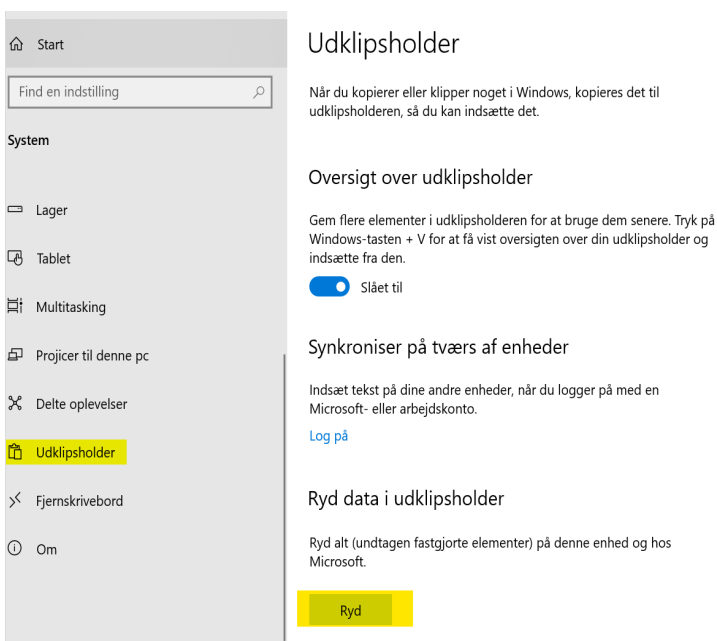 Start
Find en indstilling
System
Lager
Tablet
Multitasking
Projicer til denne pc
Delte oplevelser
Udklipsholder
Fjernskrivebord
Om
Udklipsholder
Når du kopierer eller klipper noget i Windows, kopieres det til
udklipsholderen, så du kan indsætte det.
Oversigt over udklipsholder
Gem flere elementer i udklipsholderen for at bruge dem senere. Tryk på
Windows-tasten + V for at få vist oversigten over din udklipsholder og
indsætte fra den.
Slået til
Synkroniser på tværs af enheder
Indsæt tekst på dine andre enheder, når du logger på med en
Microsoft- eller arbejdskonto.
Log på
Ryd data i udklipsholder
Ryd alt (undtagen fastgjorte elementer) på denne enhed og hos
Microsoft.
Ryd